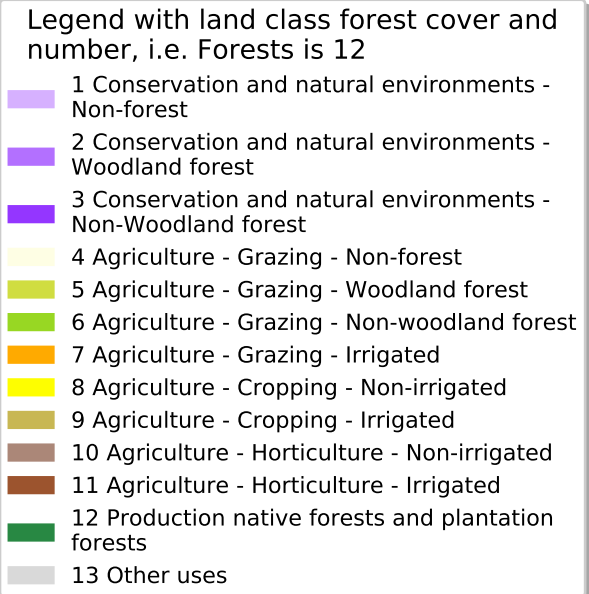 Legend with land class forest cover and
number, i.e. Forests is 12
1 Conservation and natural environments -
Non-forest
2 Conservation and natural environments -
Woodland forest
3 Conservation and natural environments -
Non-Woodland forest
4 Agriculture - Grazing - Non-forest
5 Agriculture - Grazing - Woodland forest
6 Agriculture - Grazing - Non-woodland forest
7 Agriculture - Grazing - Irrigated
8 Agriculture - Cropping - Non-irrigated
9 Agriculture - Cropping - Irrigated
10 Agriculture - Horticulture - Non-irrigated
11 Agriculture - Horticulture - Irrigated
12 Production native forests and plantation
forests
13 Other uses